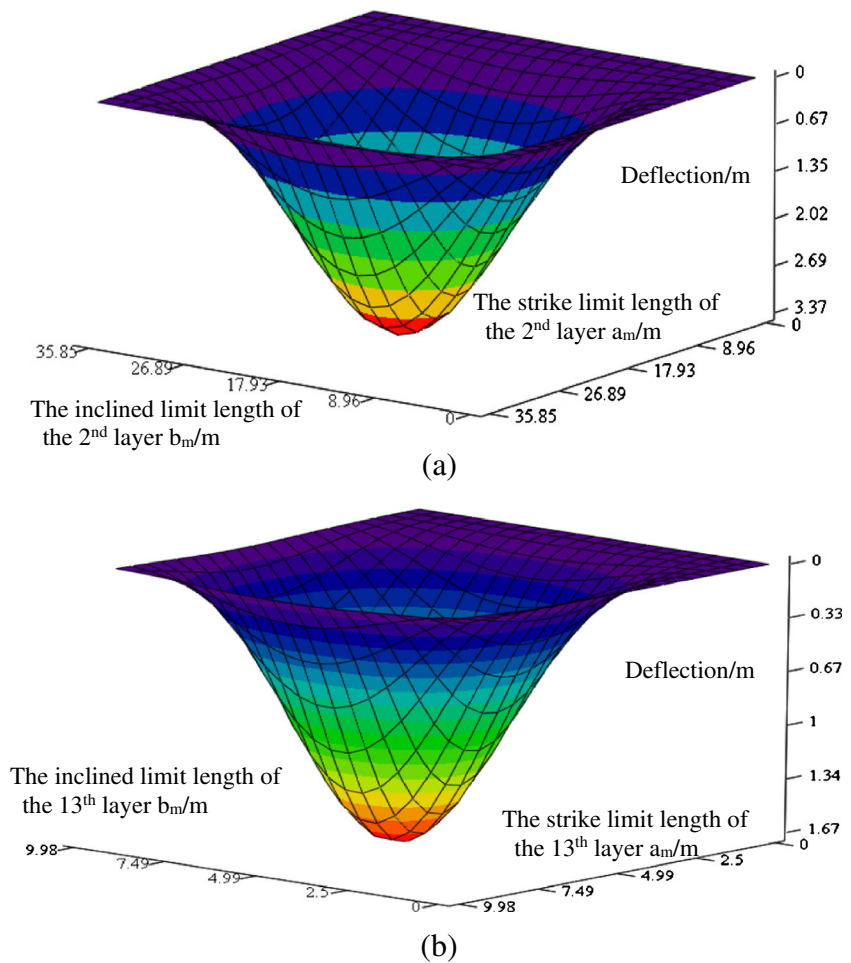 0
0.67
1.35
Deflection/m
2.02
2.69
3.37
The strike limit length of
the 2nd layer am/m
0
8.96
17.93
26.89
35.85
35.85
26.89
17.93
8.96
0
The inclined limit length of
the 2nd layer bm/m
(a)
0
0.33
Deflection/m
0.67
1
1.34
1.67
The inclined limit length of
the 13th layer bm/m
The strike limit length of
the 13th layer am/m
0
2.5
4.99
7.49
9.98
9.98
7.49
4.99
2.5
0
(b)